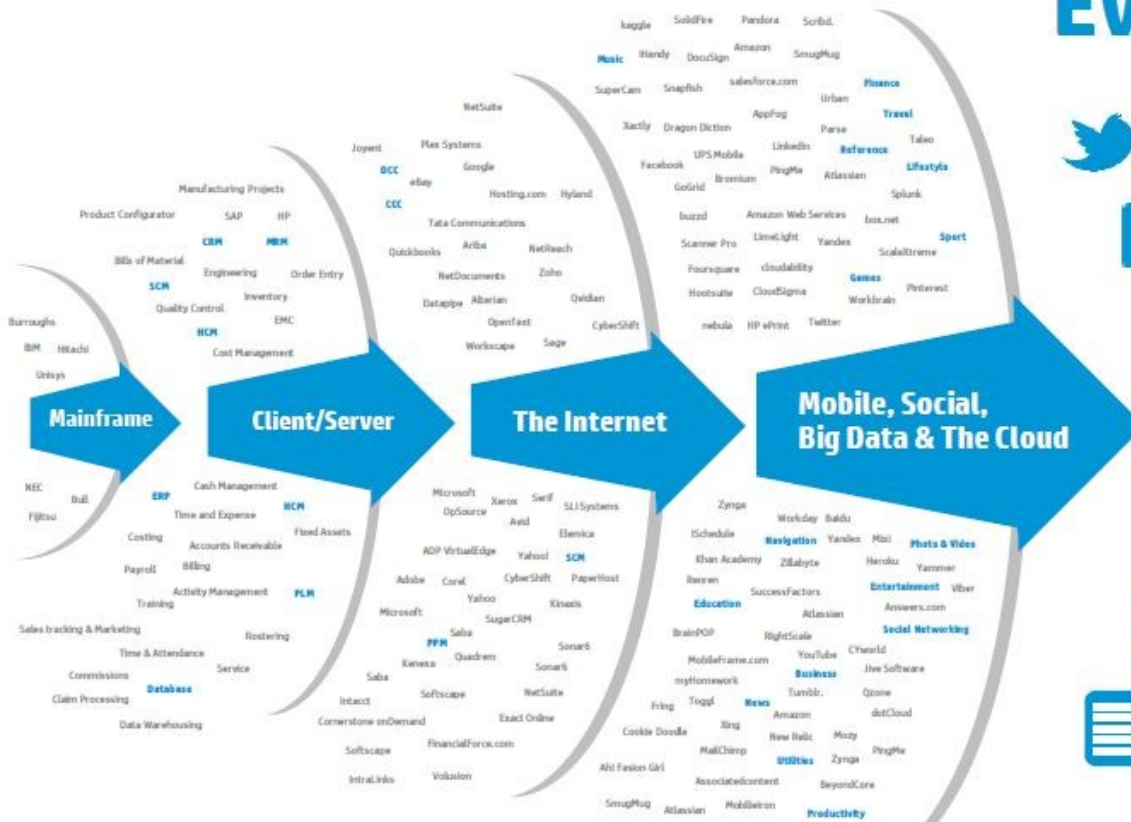 EV
kaggle SolidFire Pandora Scribd.
Music iHandy DocuSign Amazon SmugMug
SuperCam Snapfish salesforce.com Finance
Urban
Xactly Dragon Diction AppFog Travel
Parse
Facebook UPS Mobile LinkedIn Reference Taleo
GoGrid Bromium PingMe Atlassian Lifestyle
Splunk
buzzd Amazon Web Services box.net
Scanner Pro LimeLight Yandex Sport
ScaleXtreme
Foursquare cloudability Games
Hootsuite CloudSigma Workbrain Pinterest
nebula HP ePrint Twitter
NetSuite
Joyent Plex Systems
DCC eBay Google
CCC Hosting.com Hyland
Tata Communications
Quickbooks Ariba NetReach
NetDocuments Zoho
Datapipe Alterian Qvidian
OpenText CyberShift
Workscape Sage
Manufacturing Projects
Product Configurator SAP HP
CRM MRM
Bills of Material Engineering Order Entry
SCM Inventory
Quality Control EMC
HCM
Cost Management
Burroughs
IBM Hitachi
Unisys
Mainframe
Client/Server
The Internet
Mobile, Social,
Big Data & The Cloud
NEC Bull
Fijitsu
ERP Cash Management HCM
Time and Expense
Costing Accounts Receivable Fixed Assets
Payroll Billing
Activity Management PLM
Training
Sales tracking & Marketing Rostering
Time & Attendance
Commissions Service
Claim Processing Database
Data Warehousing
Microsoft Xerox Serif SLI Systems
OpSource Avid
Elemica
ADP VirtualEdge Yahoo! SCM
Adobe Corel CyberShift PaperHost
Yahoo Kinaxis
Microsoft SugarCRM
Saba
PPM Sonar6
Kenexa Quadrem Sonar6
Saba
Intacct Softscape NetSuite
Cornerstone onDemand Exact Online
Softscape FinancialForce.com
IntraLinks Volusion
Zynga Workday Baidu
iSchedule Navigation Yandex Mixi Photo & Video
Khan Academy Zillabyte Heroku Yammer
Renren SuccessFactors Entertainment Viber
Education Atlassian Answers.com
BrainPOP RightScale Social Networking
MobileFrame.com YouTube CYworld
myHomework Business Jive Software
Fring Toggl News Tumblr. Qzone
Cookie Doodle Xing Amazon dotCloud
New Relic Mozy
MailChimp Utilities Zynga PingMe
Ah! Fasion Girl
Associatedcontent BeyondCore
SmugMug Atlassian MobileIron Productivity